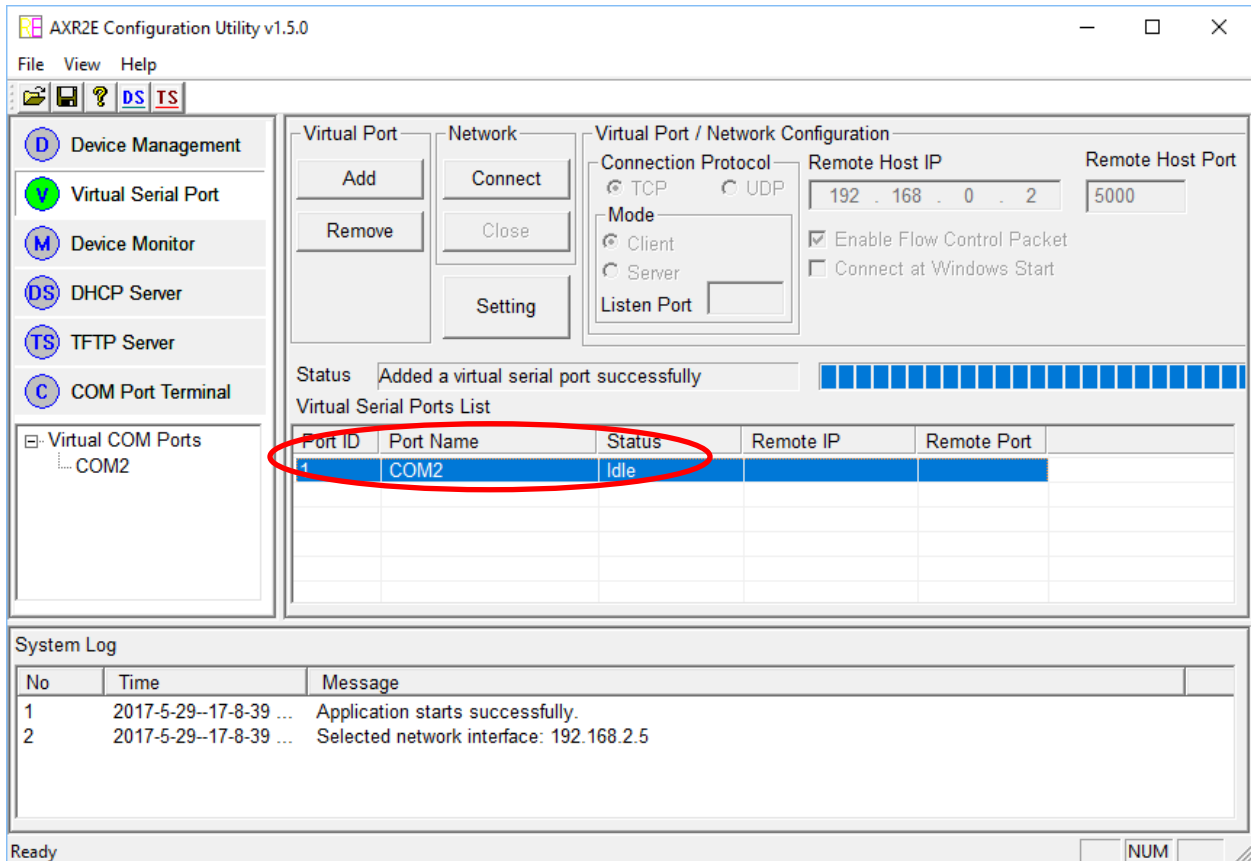 AXR2E Configuration Utility v1.5.0
File View Help
DS TS
D Device Management
V Virtual Serial Port
M Device Monitor
DS DHCP Server
TS TFTP Server
C COM Port Terminal
Virtual COM Ports
COM2
Virtual Port
Add
Remove
Network
Connect
Close
Setting
Virtual Port / Network Configuration
Connection Protocol
TCP UDP
Mode
Client
Server
Listen Port
Remote Host IP
192 . 168 . 0 . 2
Remote Host Port
5000
Enable Flow Control Packet
Connect at Windows Start
Status Added a virtual serial port successfully
Virtual Serial Ports List
Port ID Port Name Status Remote IP Remote Port
1 COM2 Idle
System Log
No Time Message
1 2017-5-29--17-8-39 ... Application starts successfully.
2 2017-5-29--17-8-39 ... Selected network interface: 192.168.2.5
Ready NUM